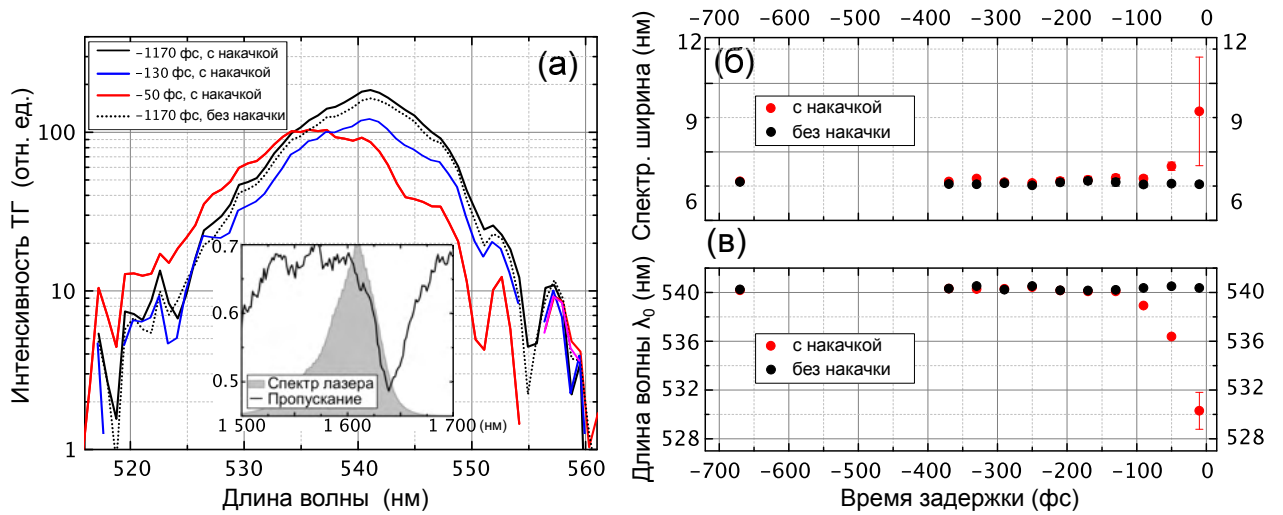 −1170 фс, с накачкой
−130 фс, с накачкой
−50 фс, с накачкой
−1170 фс, без накачки
(а)
Интенсивность ТГ (отн. ед.)
100
10
1
520
530
540
550
560
Длина волны (нм)
0.7
0.6
0.5
Спектр лазера
Пропускание
1 500
1 600
1 700 (нм)
−700 −600 −500 −400 −300 −200 −100 0
(б)
Спектр. ширина (нм)
12
9
6
12
9
6
с накачкой
без накачки
(в)
Длина волны λ0 (нм)
540
536
532
528
540
536
532
528
с накачкой
без накачки
−700 −600 −500 −400 −300 −200 −100 0
Время задержки (фс)